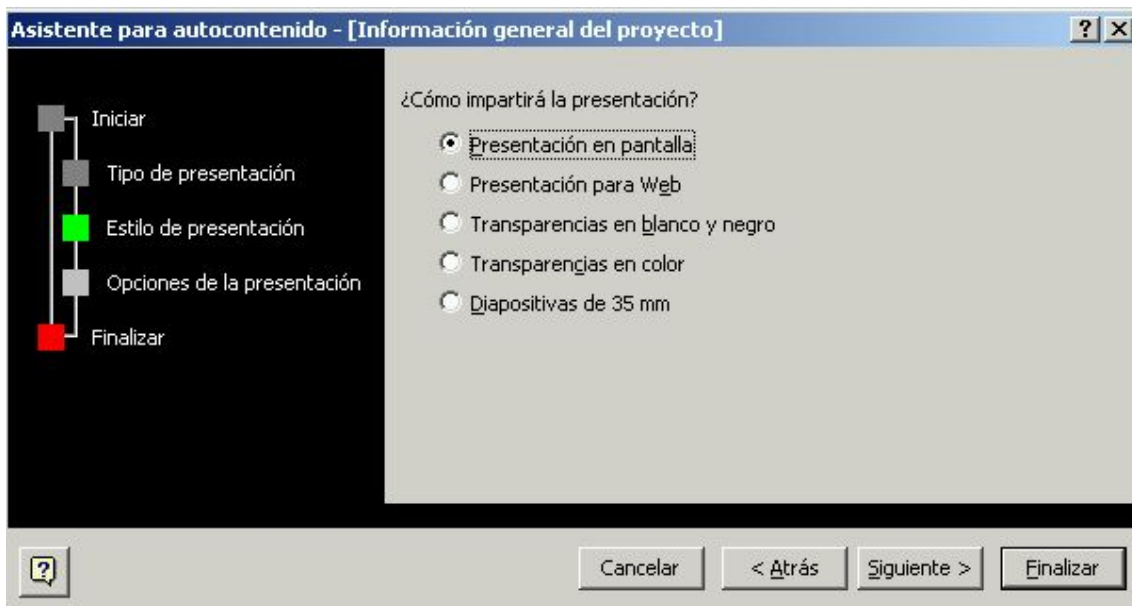 Asistente para autocontenido - [Información general del proyecto]
Iniciar
Tipo de presentación
Estilo de presentación
Opciones de la presentación
Finalizar
¿Cómo impartirá la presentación?
Presentación en pantalla
Presentación para Web
Transparencias en blanco y negro
Transparencias en color
Diapositivas de 35 mm
Cancelar
< Atrás
Siguiente >
Finalizar